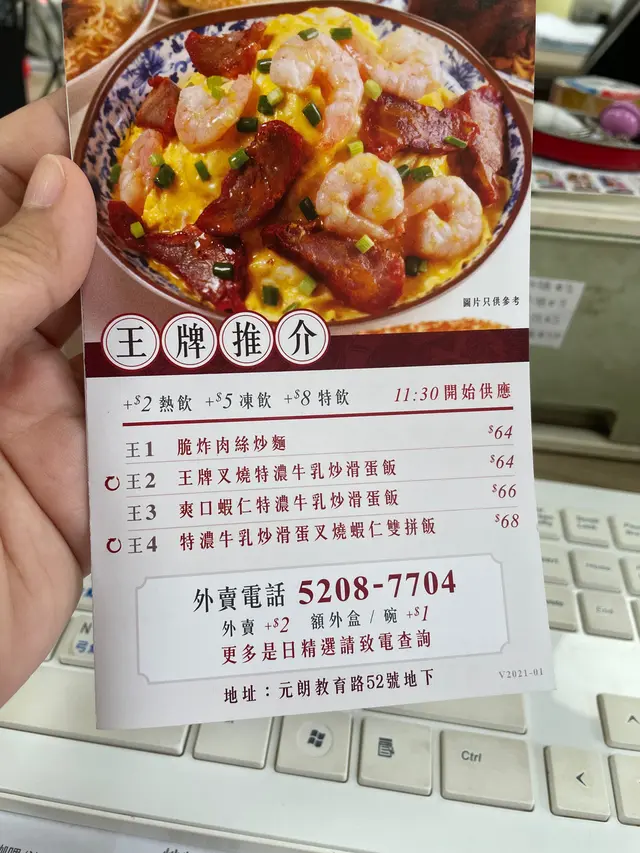 圖片只供參考
王牌推介
+$2 熱飲 +$5 凍飲 +$8 特飲 11:30 開始供應
王1 脆炸肉絲炒麵 $64
王2 王牌叉燒特濃牛乳炒滑蛋飯 $64
王3 爽口蝦仁特濃牛乳炒滑蛋飯 $66
王4 特濃牛乳炒滑蛋叉燒蝦仁雙拼飯 $68
外賣電話 5208-7704
外賣 +$2 額外盒 / 碗 +$1
更多是日精選請致電查詢
地址：元朗教育路52號地下
V2021-01
Ctrl
End